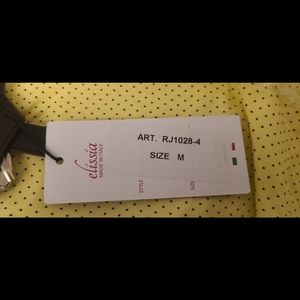 elissia
MADE IN ITALY
ART. RJ1028-4
SIZE M
STYLE
SIZE